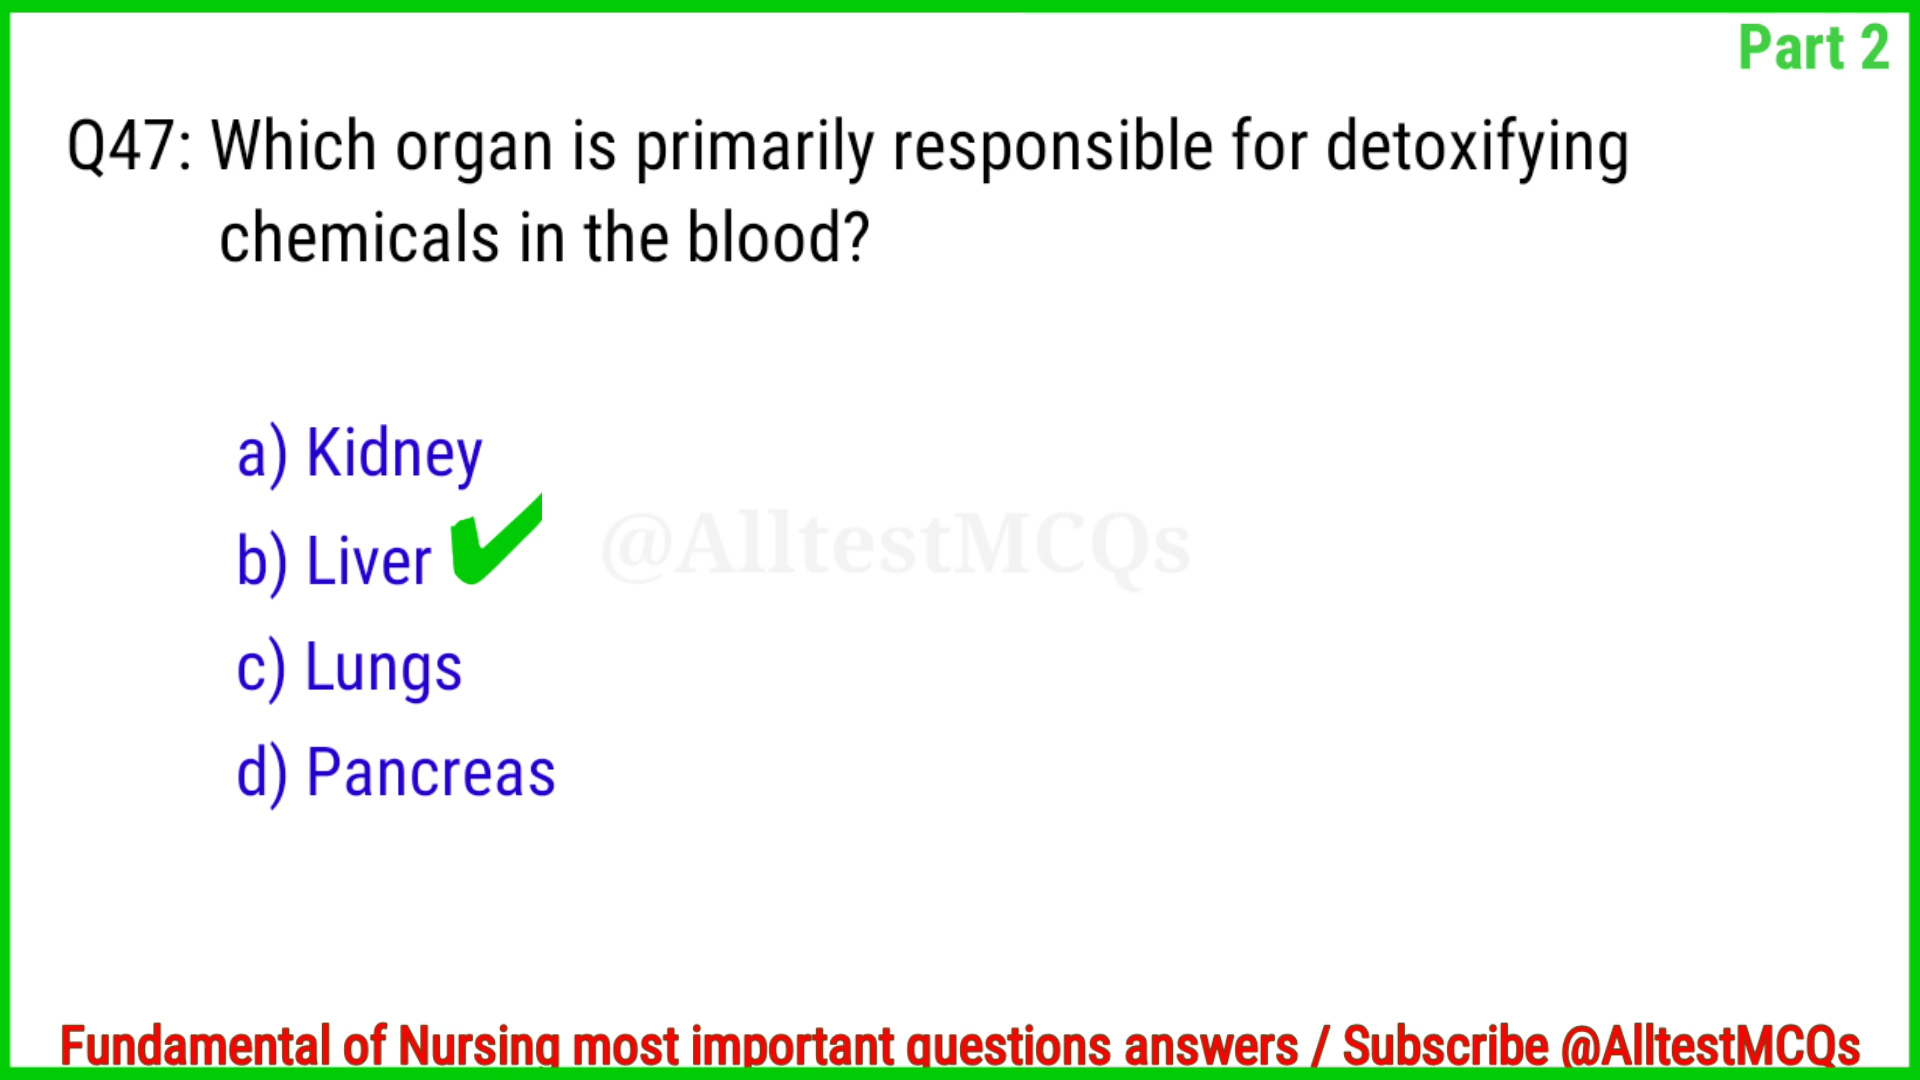 Part 2
Q47: Which organ is primarily responsible for detoxifying
chemicals in the blood?
a) Kidney
b) Liver
@AlltestMCQs
c) Lungs
d) Pancreas
Fundamental of Nursing most important questions answers / Subscribe @AlltestMCQs